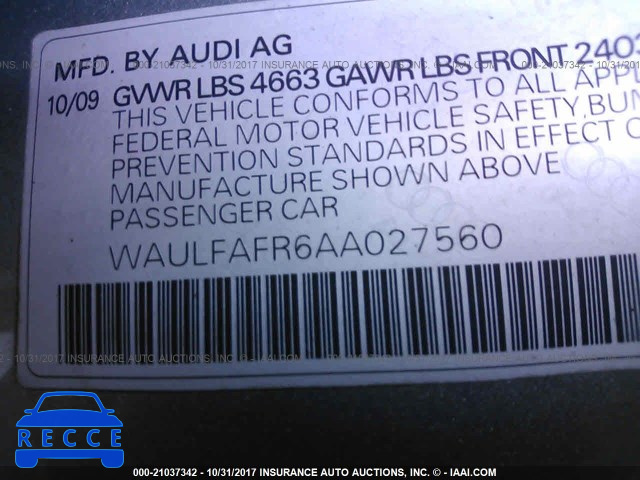 MFD. BY AUDI AG
10/09 GVWR LBS 4663 GAWR LBS FRONT 2403
THIS VEHICLE CONFORMS TO ALL APPL
FEDERAL MOTOR VEHICLE SAFETY, BUM
PREVENTION STANDARDS IN EFFECT O
MANUFACTURE SHOWN ABOVE
PASSENGER CAR
WAULFAFR6AA027560
000-21037342 - 10/31/2017 INSURANCE AUTO AUCTIONS, INC. - © - IAAI.COM
RECCE